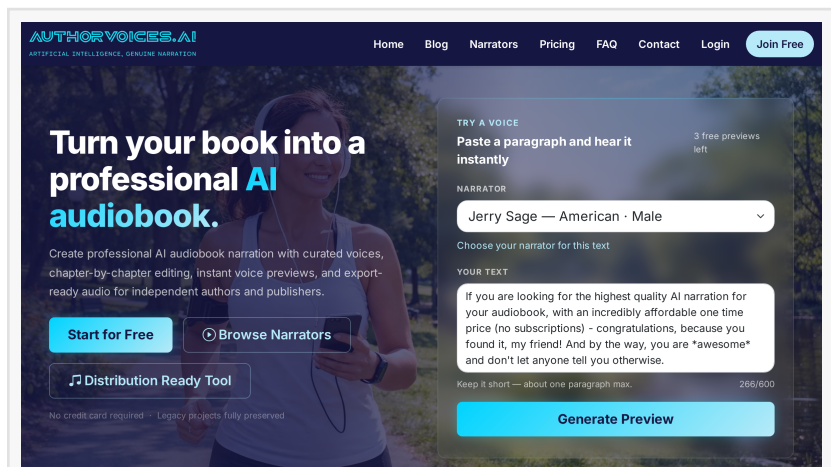 AUTHORVOICES.AI
ARTIFICIAL INTELLIGENCE, GENUINE NARRATION
Home Blog Narrators Pricing FAQ Contact Login Join Free
Turn your book into a
professional AI
audiobook.
Create professional AI audiobook narration with curated voices,
chapter-by-chapter editing, instant voice previews, and export-
ready audio for independent authors and publishers.
Start for Free
Browse Narrators
Distribution Ready Tool
No credit card required · Legacy projects fully preserved
TRY A VOICE
Paste a paragraph and hear it
instantly
3 free previews
left
NARRATOR
Jerry Sage — American · Male
Choose your narrator for this text
YOUR TEXT
If you are looking for the highest quality AI narration for
your audiobook, with an incredibly affordable one time
price (no subscriptions) - congratulations, because you
found it, my friend! And by the way, you are *awesome*
and don't let anyone tell you otherwise.
Keep it short — about one paragraph max.
266/600
Generate Preview